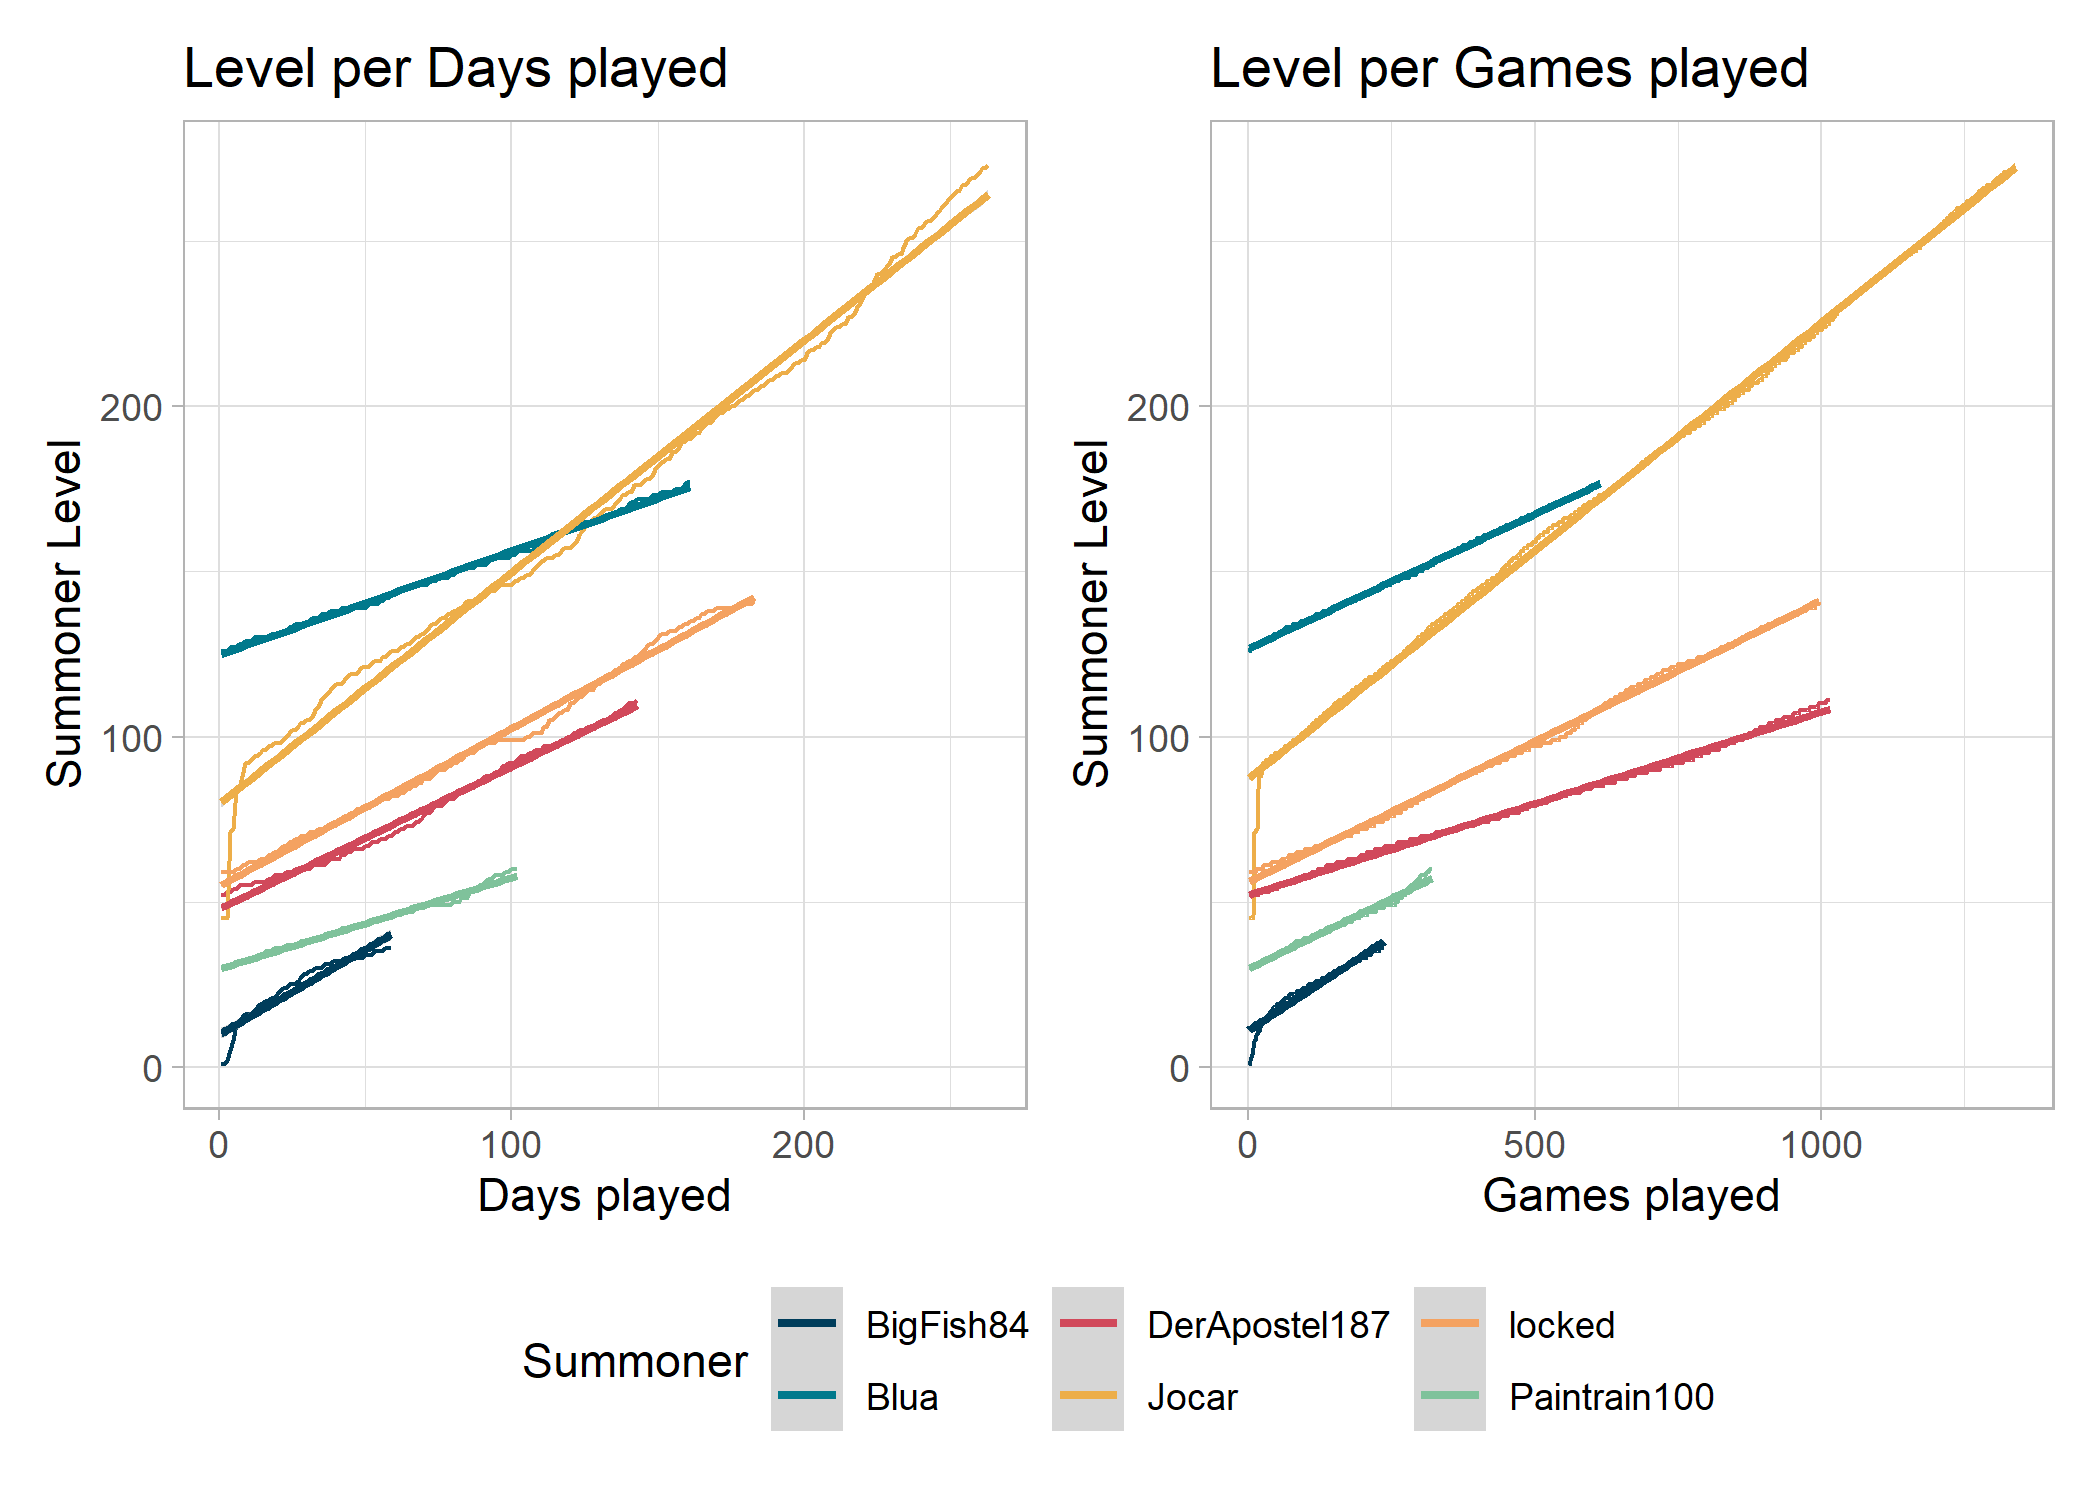 Level per Days played
Level per Games played
Summoner Level
200
100
0
0
100
200
Days played
Summoner Level
200
100
0
0
500
1000
Games played
Summoner
BigFish84
DerApostel187
locked
Blua
Jocar
Paintrain100